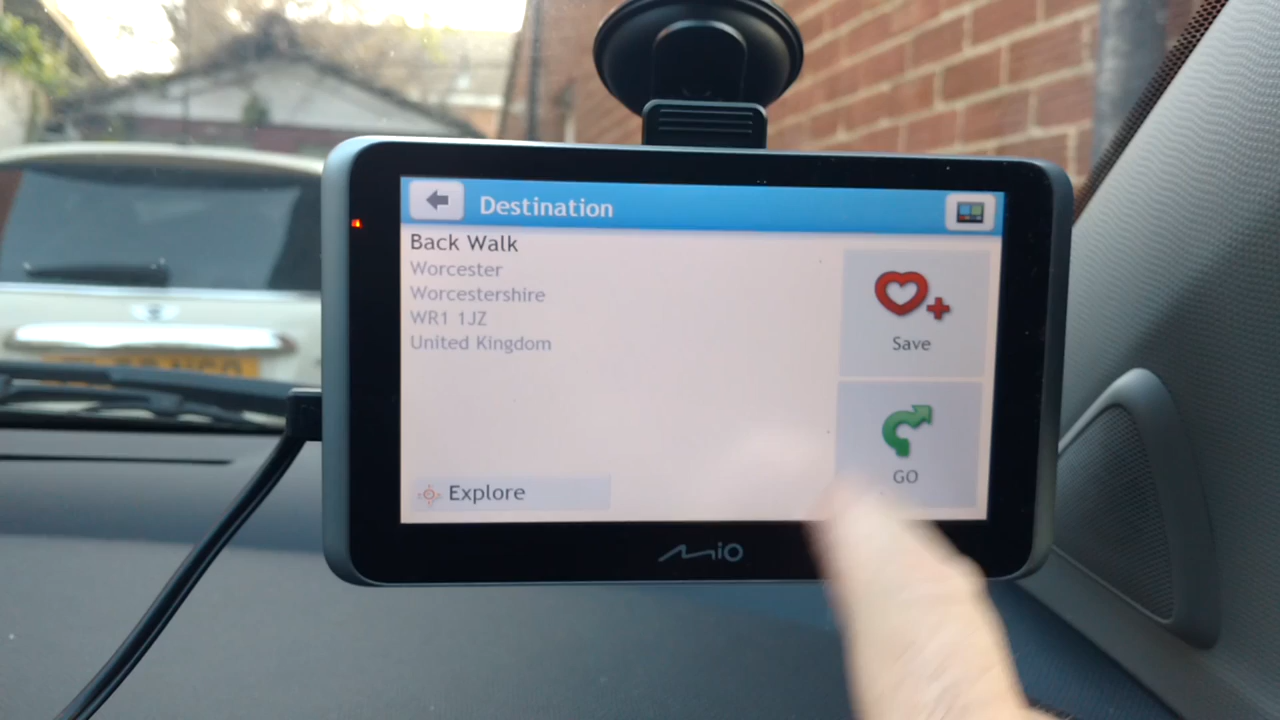 Destination
Back Walk
Worcester
Worcestershire
WR1 1JZ
United Kingdom
Save
GO
Explore
Mio